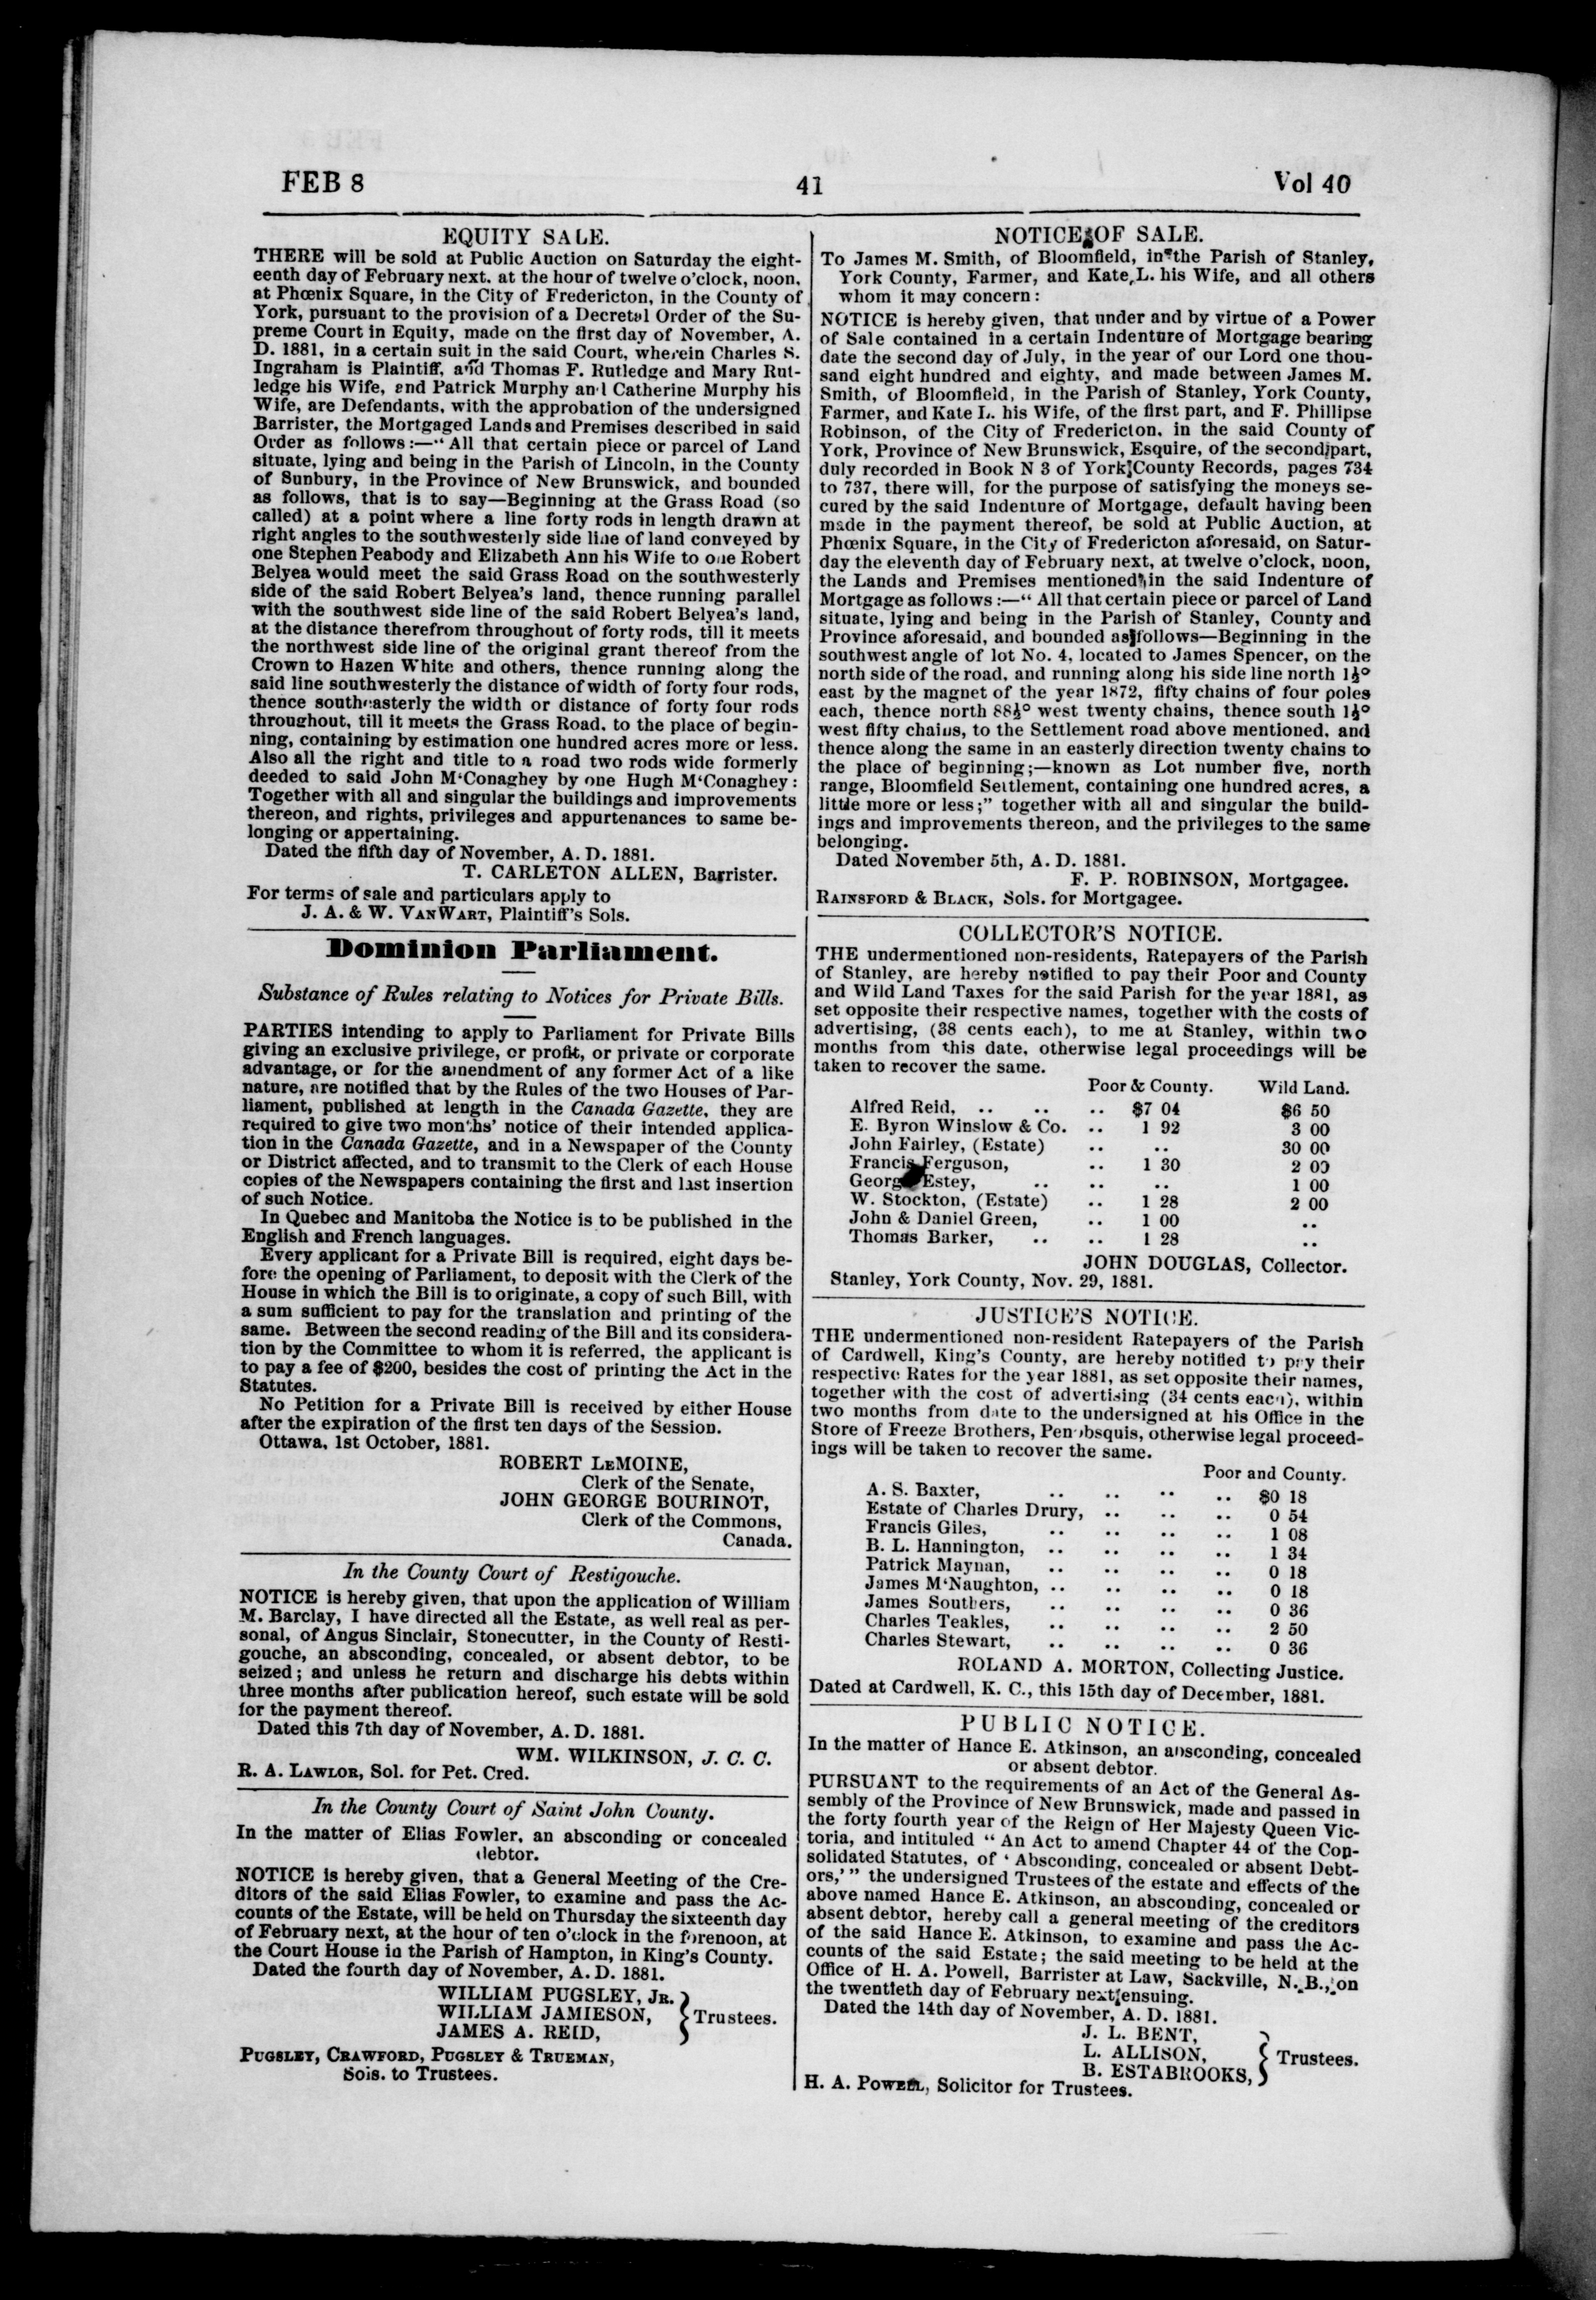 FEB 8 41 Vol 40
EQUITY SALE.
THERE will be sold at Public Auction on Saturday the eight-
eenth day of February next, at the hour of twelve o'clock, noon,
at Phœnix Square, in the City of Fredericton, in the County of
York, pursuant to the provision of a Decretal Order of the Su-
preme Court in Equity, made on the first day of November, A.
D. 1881, in a certain suit in the said Court, wherein Charles S.
Ingraham is Plaintiff, and Thomas F. Rutledge and Mary Rut-
ledge his Wife, and Patrick Murphy and Catherine Murphy his
Wife, are Defendants, with the approbation of the undersigned
Barrister, the Mortgaged Lands and Premises described in said
Order as follows:—“All that certain piece or parcel of Land
situate, lying and being in the Parish of Lincoln, in the County
of Sunbury, in the Province of New Brunswick, and bounded
as follows, that is to say—Beginning at the Grass Road (so
called) at a point where a line forty rods in length drawn at
right angles to the southwesterly side line of land conveyed by
one Stephen Peabody and Elizabeth Ann his Wife to one Robert
Belyea would meet the said Grass Road on the southwesterly
side of the said Robert Belyea's land, thence running parallel
with the southwest side line of the said Robert Belyea's land,
at the distance therefrom throughout of forty rods, till it meets
the northwest side line of the original grant thereof from the
Crown to Hazen White and others, thence running along the
said line southwesterly the distance of width of forty four rods,
thence southeasterly the width or distance of forty four rods
throughout, till it meets the Grass Road, to the place of begin-
ning, containing by estimation one hundred acres more or less.
Also all the right and title to a road two rods wide formerly
deeded to said John M‘Conaghey by one Hugh M‘Conaghey:
Together with all and singular the buildings and improvements
thereon, and rights, privileges and appurtenances to same be-
longing or appertaining.
Dated the fifth day of November, A. D. 1881.
T. CARLETON ALLEN, Barrister.
For terms of sale and particulars apply to
J. A. & W. VANWART, Plaintiff's Sols.
Dominion Parliament.
Substance of Rules relating to Notices for Private Bills.
PARTIES intending to apply to Parliament for Private Bills
giving an exclusive privilege, or profit, or private or corporate
advantage, or for the amendment of any former Act of a like
nature, are notified that by the Rules of the two Houses of Par-
liament, published at length in the Canada Gazette, they are
required to give two months' notice of their intended applica-
tion in the Canada Gazette, and in a Newspaper of the County
or District affected, and to transmit to the Clerk of each House
copies of the Newspapers containing the first and last insertion
of such Notice.
In Quebec and Manitoba the Notice is to be published in the
English and French languages.
Every applicant for a Private Bill is required, eight days be-
fore the opening of Parliament, to deposit with the Clerk of the
House in which the Bill is to originate, a copy of such Bill, with
a sum sufficient to pay for the translation and printing of the
same. Between the second reading of the Bill and its considera-
tion by the Committee to whom it is referred, the applicant is
to pay a fee of $200, besides the cost of printing the Act in the
Statutes.
No Petition for a Private Bill is received by either House
after the expiration of the first ten days of the Session.
Ottawa, 1st October, 1881.
ROBERT LEMOINE,
Clerk of the Senate,
JOHN GEORGE BOURINOT,
Clerk of the Commons,
Canada.
In the County Court of Restigouche.
NOTICE is hereby given, that upon the application of William
M. Barclay, I have directed all the Estate, as well real as per-
sonal, of Angus Sinclair, Stonecutter, in the County of Resti-
gouche, an absconding, concealed, or absent debtor, to be
seized; and unless he return and discharge his debts within
three months after publication hereof, such estate will be sold
for the payment thereof.
Dated this 7th day of November, A. D. 1881.
WM. WILKINSON, J. C. C.
R. A. LAWLOR, Sol. for Pet. Cred.
In the County Court of Saint John County.
In the matter of Elias Fowler, an absconding or concealed
debtor.
NOTICE is hereby given, that a General Meeting of the Cre-
ditors of the said Elias Fowler, to examine and pass the Ac-
counts of the Estate, will be held on Thursday the sixteenth day
of February next, at the hour of ten o'clock in the forenoon, at
the Court House in the Parish of Hampton, in King's County.
Dated the fourth day of November, A. D. 1881.
WILLIAM PUGSLEY, JR.
WILLIAM JAMIESON, } Trustees.
JAMES A. REID,
PUGSLEY, CRAWFORD, PUGSLEY & TRUEMAN,
Sols. to Trustees.
NOTICE OF SALE.
To James M. Smith, of Bloomfield, in the Parish of Stanley,
York County, Farmer, and Kate L. his Wife, and all others
whom it may concern:
NOTICE is hereby given, that under and by virtue of a Power
of Sale contained in a certain Indenture of Mortgage bearing
date the second day of July, in the year of our Lord one thou-
sand eight hundred and eighty, and made between James M.
Smith, of Bloomfield, in the Parish of Stanley, York County,
Farmer, and Kate L. his Wife, of the first part, and F. Phillipse
Robinson, of the City of Fredericton, in the said County of
York, Province of New Brunswick, Esquire, of the second part,
duly recorded in Book N 3 of York County Records, pages 734
to 737, there will, for the purpose of satisfying the moneys se-
cured by the said Indenture of Mortgage, default having been
made in the payment thereof, be sold at Public Auction, at
Phœnix Square, in the City of Fredericton aforesaid, on Satur-
day the eleventh day of February next, at twelve o'clock, noon,
the Lands and Premises mentioned in the said Indenture of
Mortgage as follows:—“All that certain piece or parcel of Land
situate, lying and being in the Parish of Stanley, County and
Province aforesaid, and bounded as follows—Beginning in the
southwest angle of lot No. 4, located to James Spencer, on the
north side of the road, and running along his side line north 1½°
east by the magnet of the year 1872, fifty chains of four poles
each, thence north 88½° west twenty chains, thence south 1½°
west fifty chains, to the Settlement road above mentioned, and
thence along the same in an easterly direction twenty chains to
the place of beginning;—known as Lot number five, north
range, Bloomfield Settlement, containing one hundred acres, a
little more or less;” together with all and singular the build-
ings and improvements thereon, and the privileges to the same
belonging.
Dated November 5th, A. D. 1881.
F. P. ROBINSON, Mortgagee.
RAINSFORD & BLACK, Sols. for Mortgagee.
COLLECTOR'S NOTICE.
THE undermentioned non-residents, Ratepayers of the Parish
of Stanley, are hereby notified to pay their Poor and County
and Wild Land Taxes for the said Parish for the year 1881, as
set opposite their respective names, together with the costs of
advertising, (38 cents each), to me at Stanley, within two
months from this date, otherwise legal proceedings will be
taken to recover the same.
Poor & County. Wild Land.
Alfred Reid, .. .. .. $7 04 $6 50
E. Byron Winslow & Co. .. 1 92 3 00
John Fairley, (Estate) .. .. 30 00
Francis Ferguson, .. 1 30 2 00
George Estey, .. .. .. 1 00
W. Stockton, (Estate) .. 1 28 2 00
John & Daniel Green, .. 1 00 ..
Thomas Barker, .. .. 1 28 ..
JOHN DOUGLAS, Collector.
Stanley, York County, Nov. 29, 1881.
JUSTICE'S NOTICE.
THE undermentioned non-resident Ratepayers of the Parish
of Cardwell, King's County, are hereby notified to pay their
respective Rates for the year 1881, as set opposite their names,
together with the cost of advertising (34 cents each), within
two months from date to the undersigned at his Office in the
Store of Freeze Brothers, Penobsquis, otherwise legal proceed-
ings will be taken to recover the same.
Poor and County.
A. S. Baxter, .. .. .. .. $0 18
Estate of Charles Drury, .. .. .. 0 54
Francis Giles, .. .. .. .. 1 08
B. L. Hannington, .. .. .. .. 1 34
Patrick Maynan, .. .. .. .. 0 18
James M‘Naughton, .. .. .. .. 0 18
James Southers, .. .. .. .. 0 36
Charles Teakles, .. .. .. .. 2 50
Charles Stewart, .. .. .. .. 0 36
ROLAND A. MORTON, Collecting Justice.
Dated at Cardwell, K. C., this 15th day of December, 1881.
PUBLIC NOTICE.
In the matter of Hance E. Atkinson, an absconding, concealed
or absent debtor.
PURSUANT to the requirements of an Act of the General As-
sembly of the Province of New Brunswick, made and passed in
the forty fourth year of the Reign of Her Majesty Queen Vic-
toria, and intituled “An Act to amend Chapter 44 of the Con-
solidated Statutes, of ‘Absconding, concealed or absent Debt-
ors,’” the undersigned Trustees of the estate and effects of the
above named Hance E. Atkinson, an absconding, concealed or
absent debtor, hereby call a general meeting of the creditors
of the said Hance E. Atkinson, to examine and pass the Ac-
counts of the said Estate; the said meeting to be held at the
Office of H. A. Powell, Barrister at Law, Sackville, N. B., on
the twentieth day of February next ensuing.
Dated the 14th day of November, A. D. 1881.
J. L. BENT,
L. ALLISON, } Trustees.
B. ESTABROOKS,
H. A. POWELL, Solicitor for Trustees.